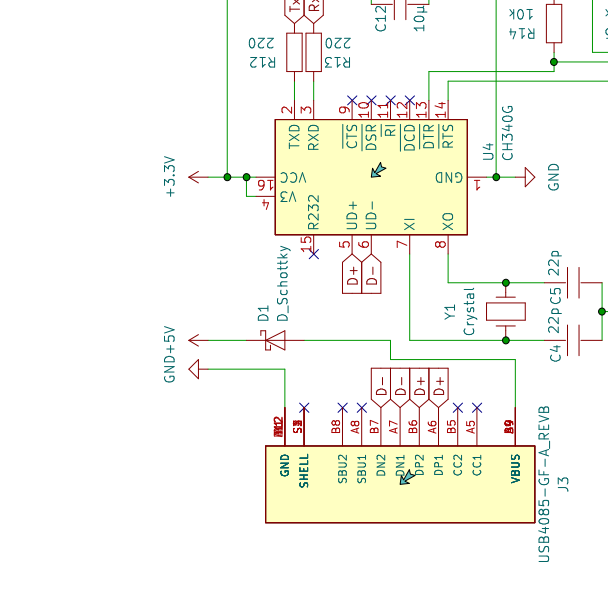 Tx
Rx
C12
10µ
R14
10k
220
R12
220
R13
2
3
9
10
11
12
13
14
TXD
RXD
CTS
DSR
RI
DCD
DTR
RTS
U4
CH340G
+3.3V
16
VCC
4
V3
GND
1
GND
R232
UD+
UD-
XI
XO
15
5
6
7
8
D+
D-
D1
D_Schottky
Y1
Crystal
22p
C5
22p
C4
+5V
GND
D-
D-
D+
D+
B8
A8
B7
A7
B6
A6
B5
A5
GND
SHELL
SBU2
SBU1
DN2
DN1
DP2
DP1
CC2
CC1
VBUS
USB4085-GF-A_REVB
J3